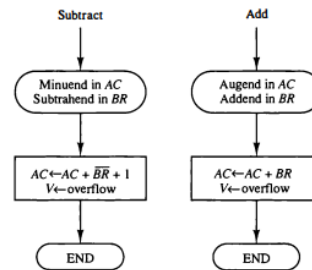 Subtract
Minuend in AC
Subtrahend in BR
AC←AC + B̅R̅ + 1
V←overflow
END
Add
Augend in AC
Addend in BR
AC←AC + BR
V←overflow
END